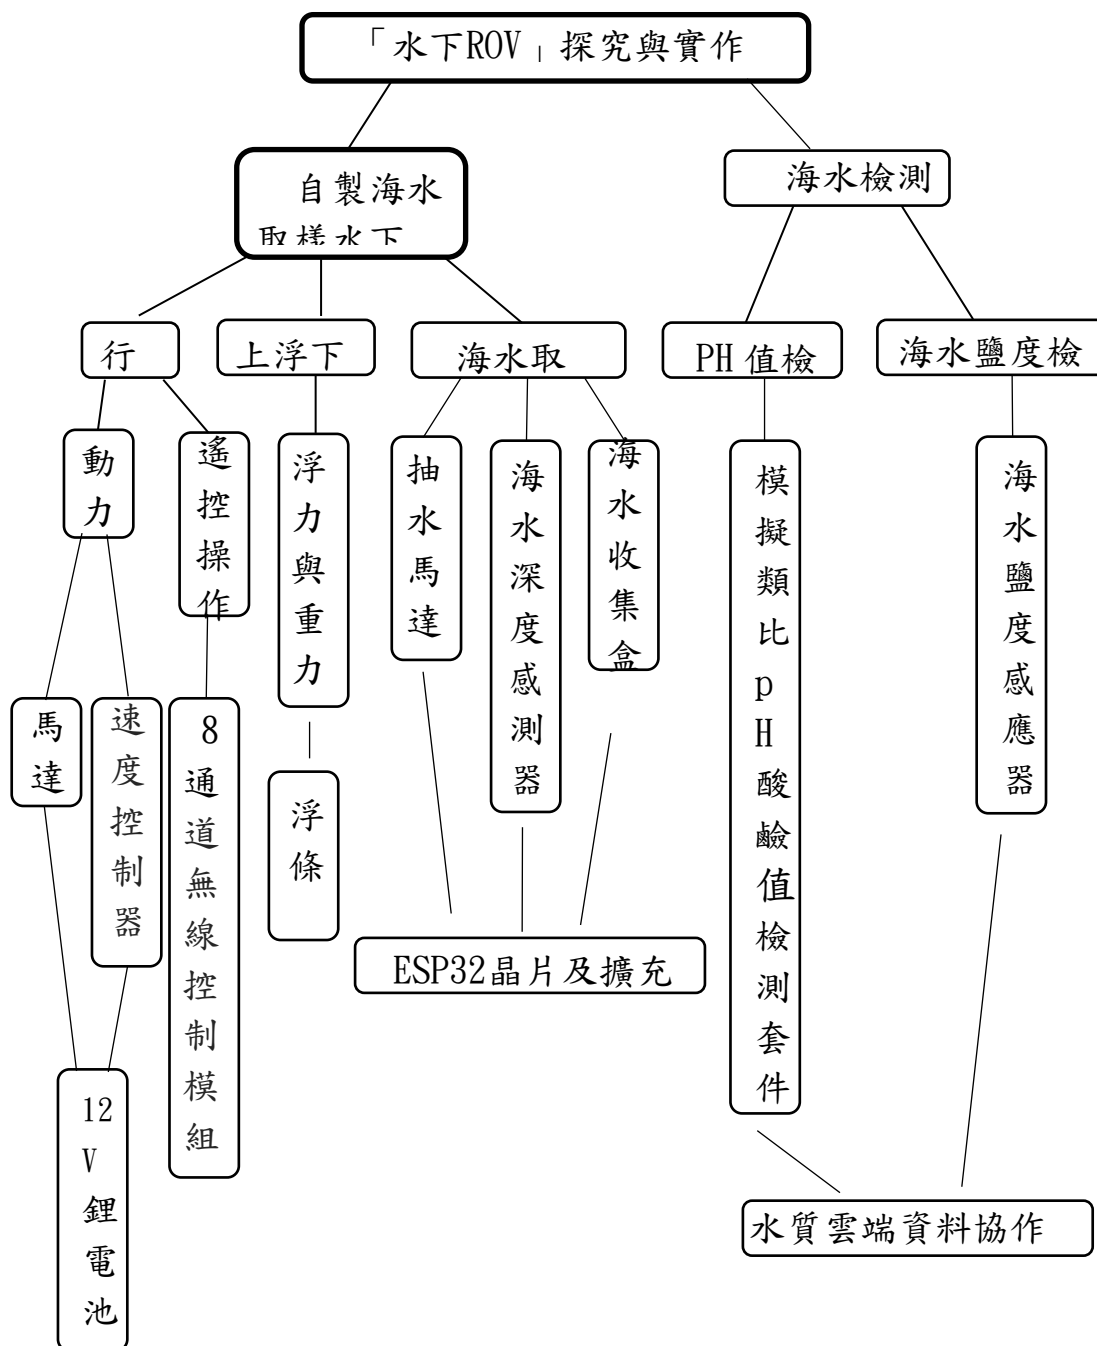 「水下ROV」探究與實作
自製海水
取樣水下
海水檢測
行
上浮下
海水取
PH 值檢
海水鹽度檢
動力
遙控操作
浮力與重力
抽水馬達
海水深度感測器
海水收集盒
模擬類比pH酸鹼值檢測套件
海水鹽度感應器
馬達
速度控制器
8通道無線控制模組
浮條
ESP32晶片及擴充
12V鋰電池
水質雲端資料協作